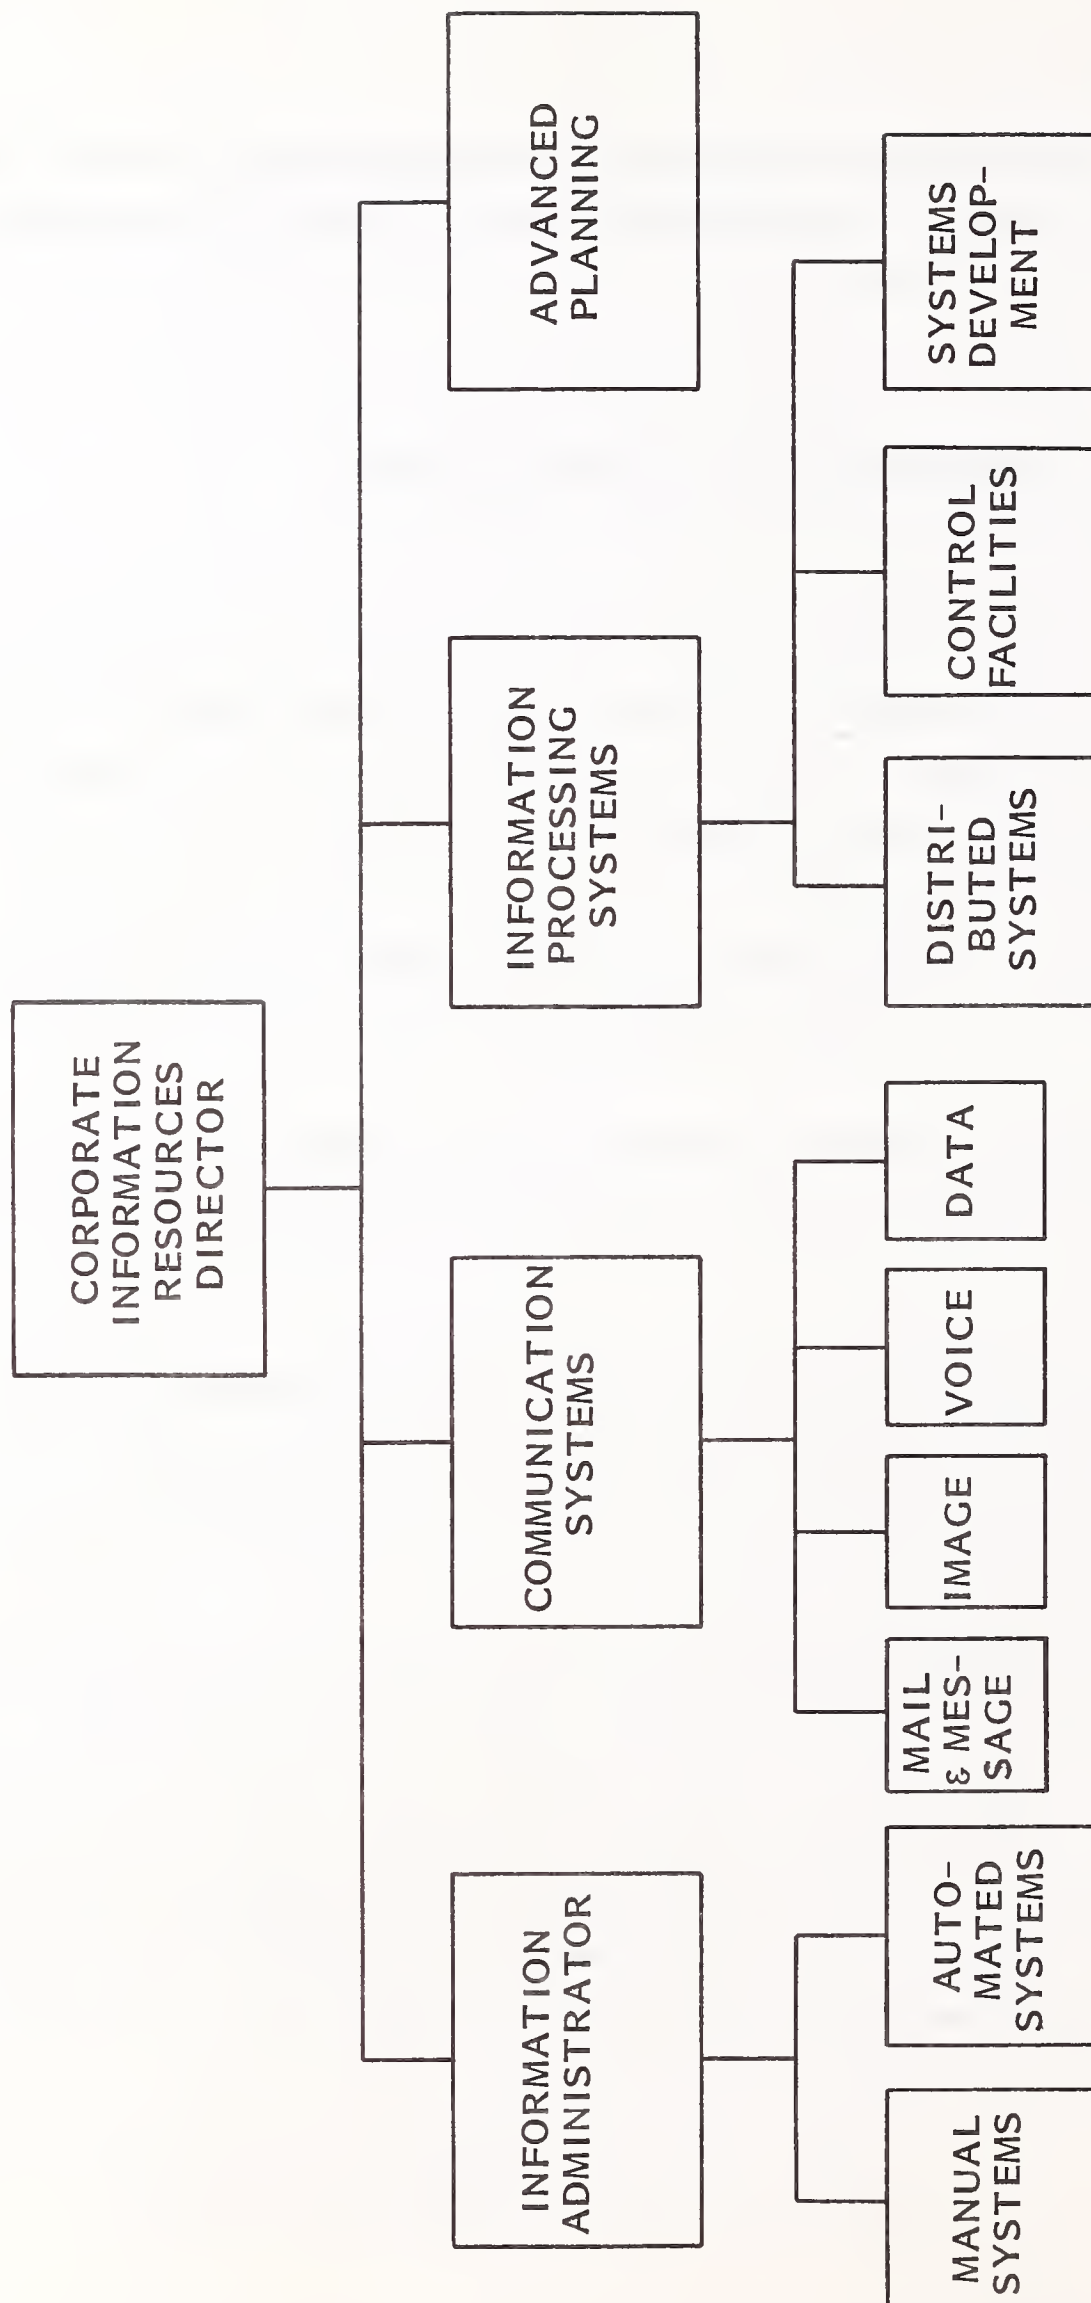 CORPORATE
INFORMATION
RESOURCES
DIRECTOR
INFORMATION
ADMINISTRATOR
COMMUNICATION
SYSTEMS
INFORMATION
PROCESSING
SYSTEMS
ADVANCED
PLANNING
MANUAL
SYSTEMS
AUTO-
MATED
SYSTEMS
MAIL
& MES-
SAGE
IMAGE
VOICE
DATA
DISTRI-
BUTED
SYSTEMS
CONTROL
FACILITIES
SYSTEMS
DEVELOP-
MENT